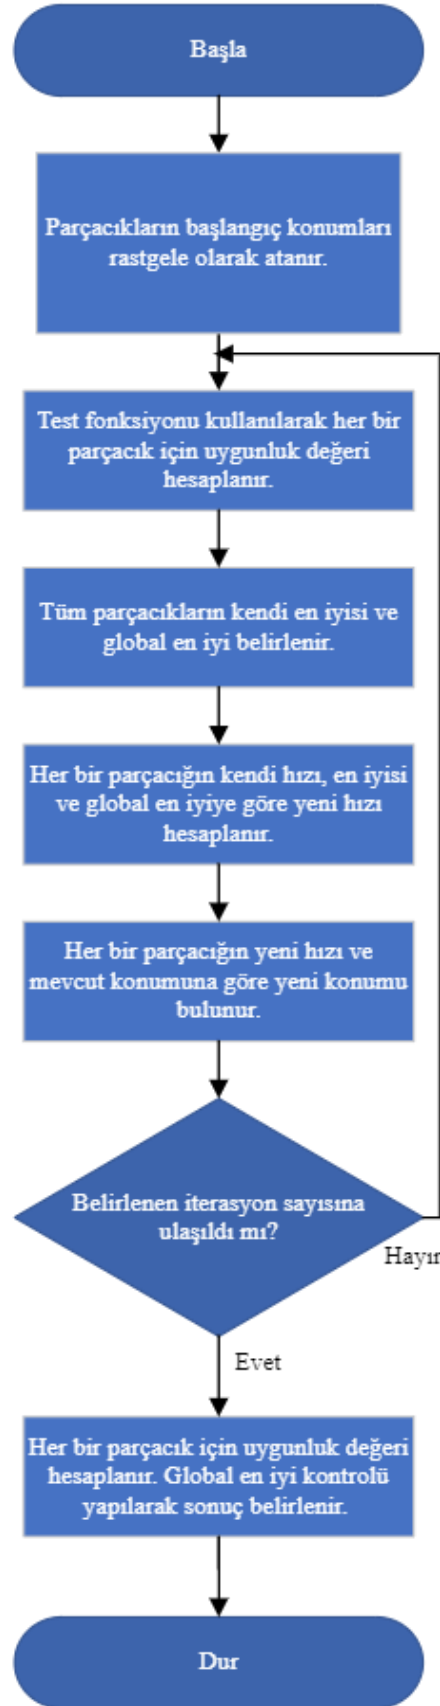 Başla
Parçacıkların başlangıç konumları
rastgele olarak atanır.
Test fonksiyonu kullanılarak her bir
parçacık için uygunluk değeri
hesaplanır.
Tüm parçacıkların kendi en iyisi ve
global en iyi belirlenir.
Her bir parçacığın kendi hızı, en iyisi
ve global en iyiye göre yeni hızı
hesaplanır.
Her bir parçacığın yeni hızı ve
mevcut konumuna göre yeni konumu
bulunur.
Belirlenen iterasyon sayısına
ulaşıldı mı?
Hayır
Evet
Her bir parçacık için uygunluk değeri
hesaplanır. Global en iyi kontrolü
yapılarak sonuç belirlenir.
Dur